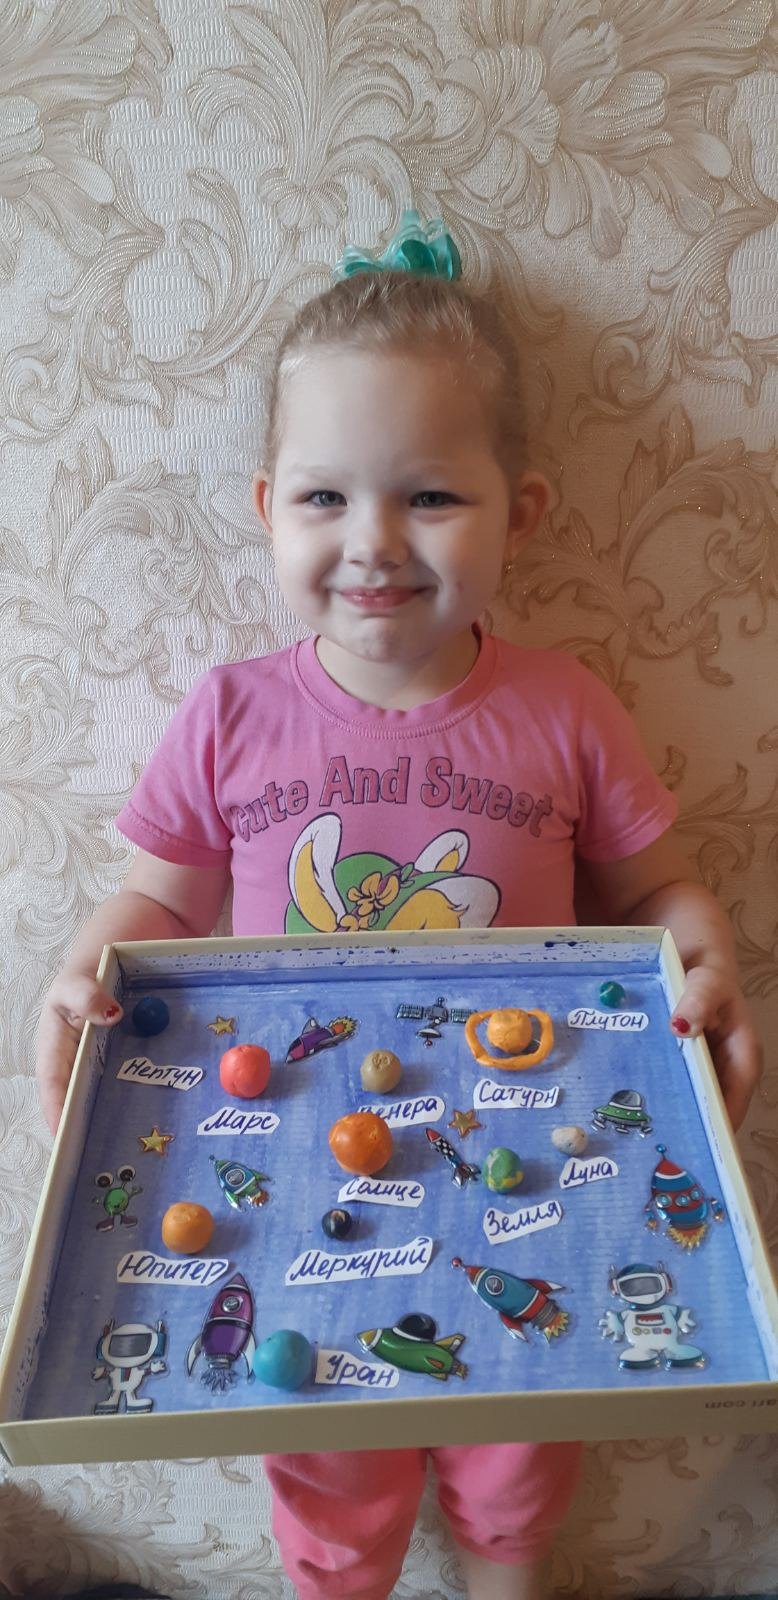 Cute And Sweet
Плутон
Нептун
Сатурн
Марс
Венера
Солнце
Луна
Земля
Юпитер
Меркурий
Уран